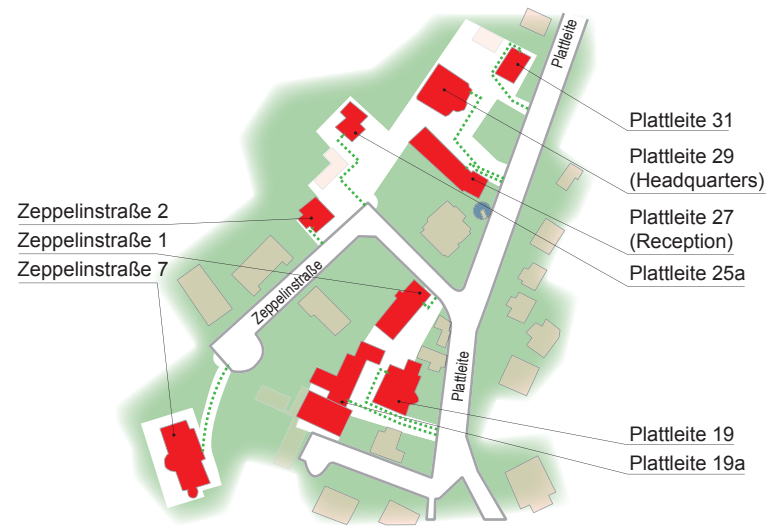 Plattleite
Plattleite 31
Plattleite 29
(Headquarters)
Plattleite 27
(Reception)
Plattleite 25a
Zeppelinstraße 2
Zeppelinstraße 1
Zeppelinstraße 7
Zeppelinstraße
Plattleite
Plattleite 19
Plattleite 19a